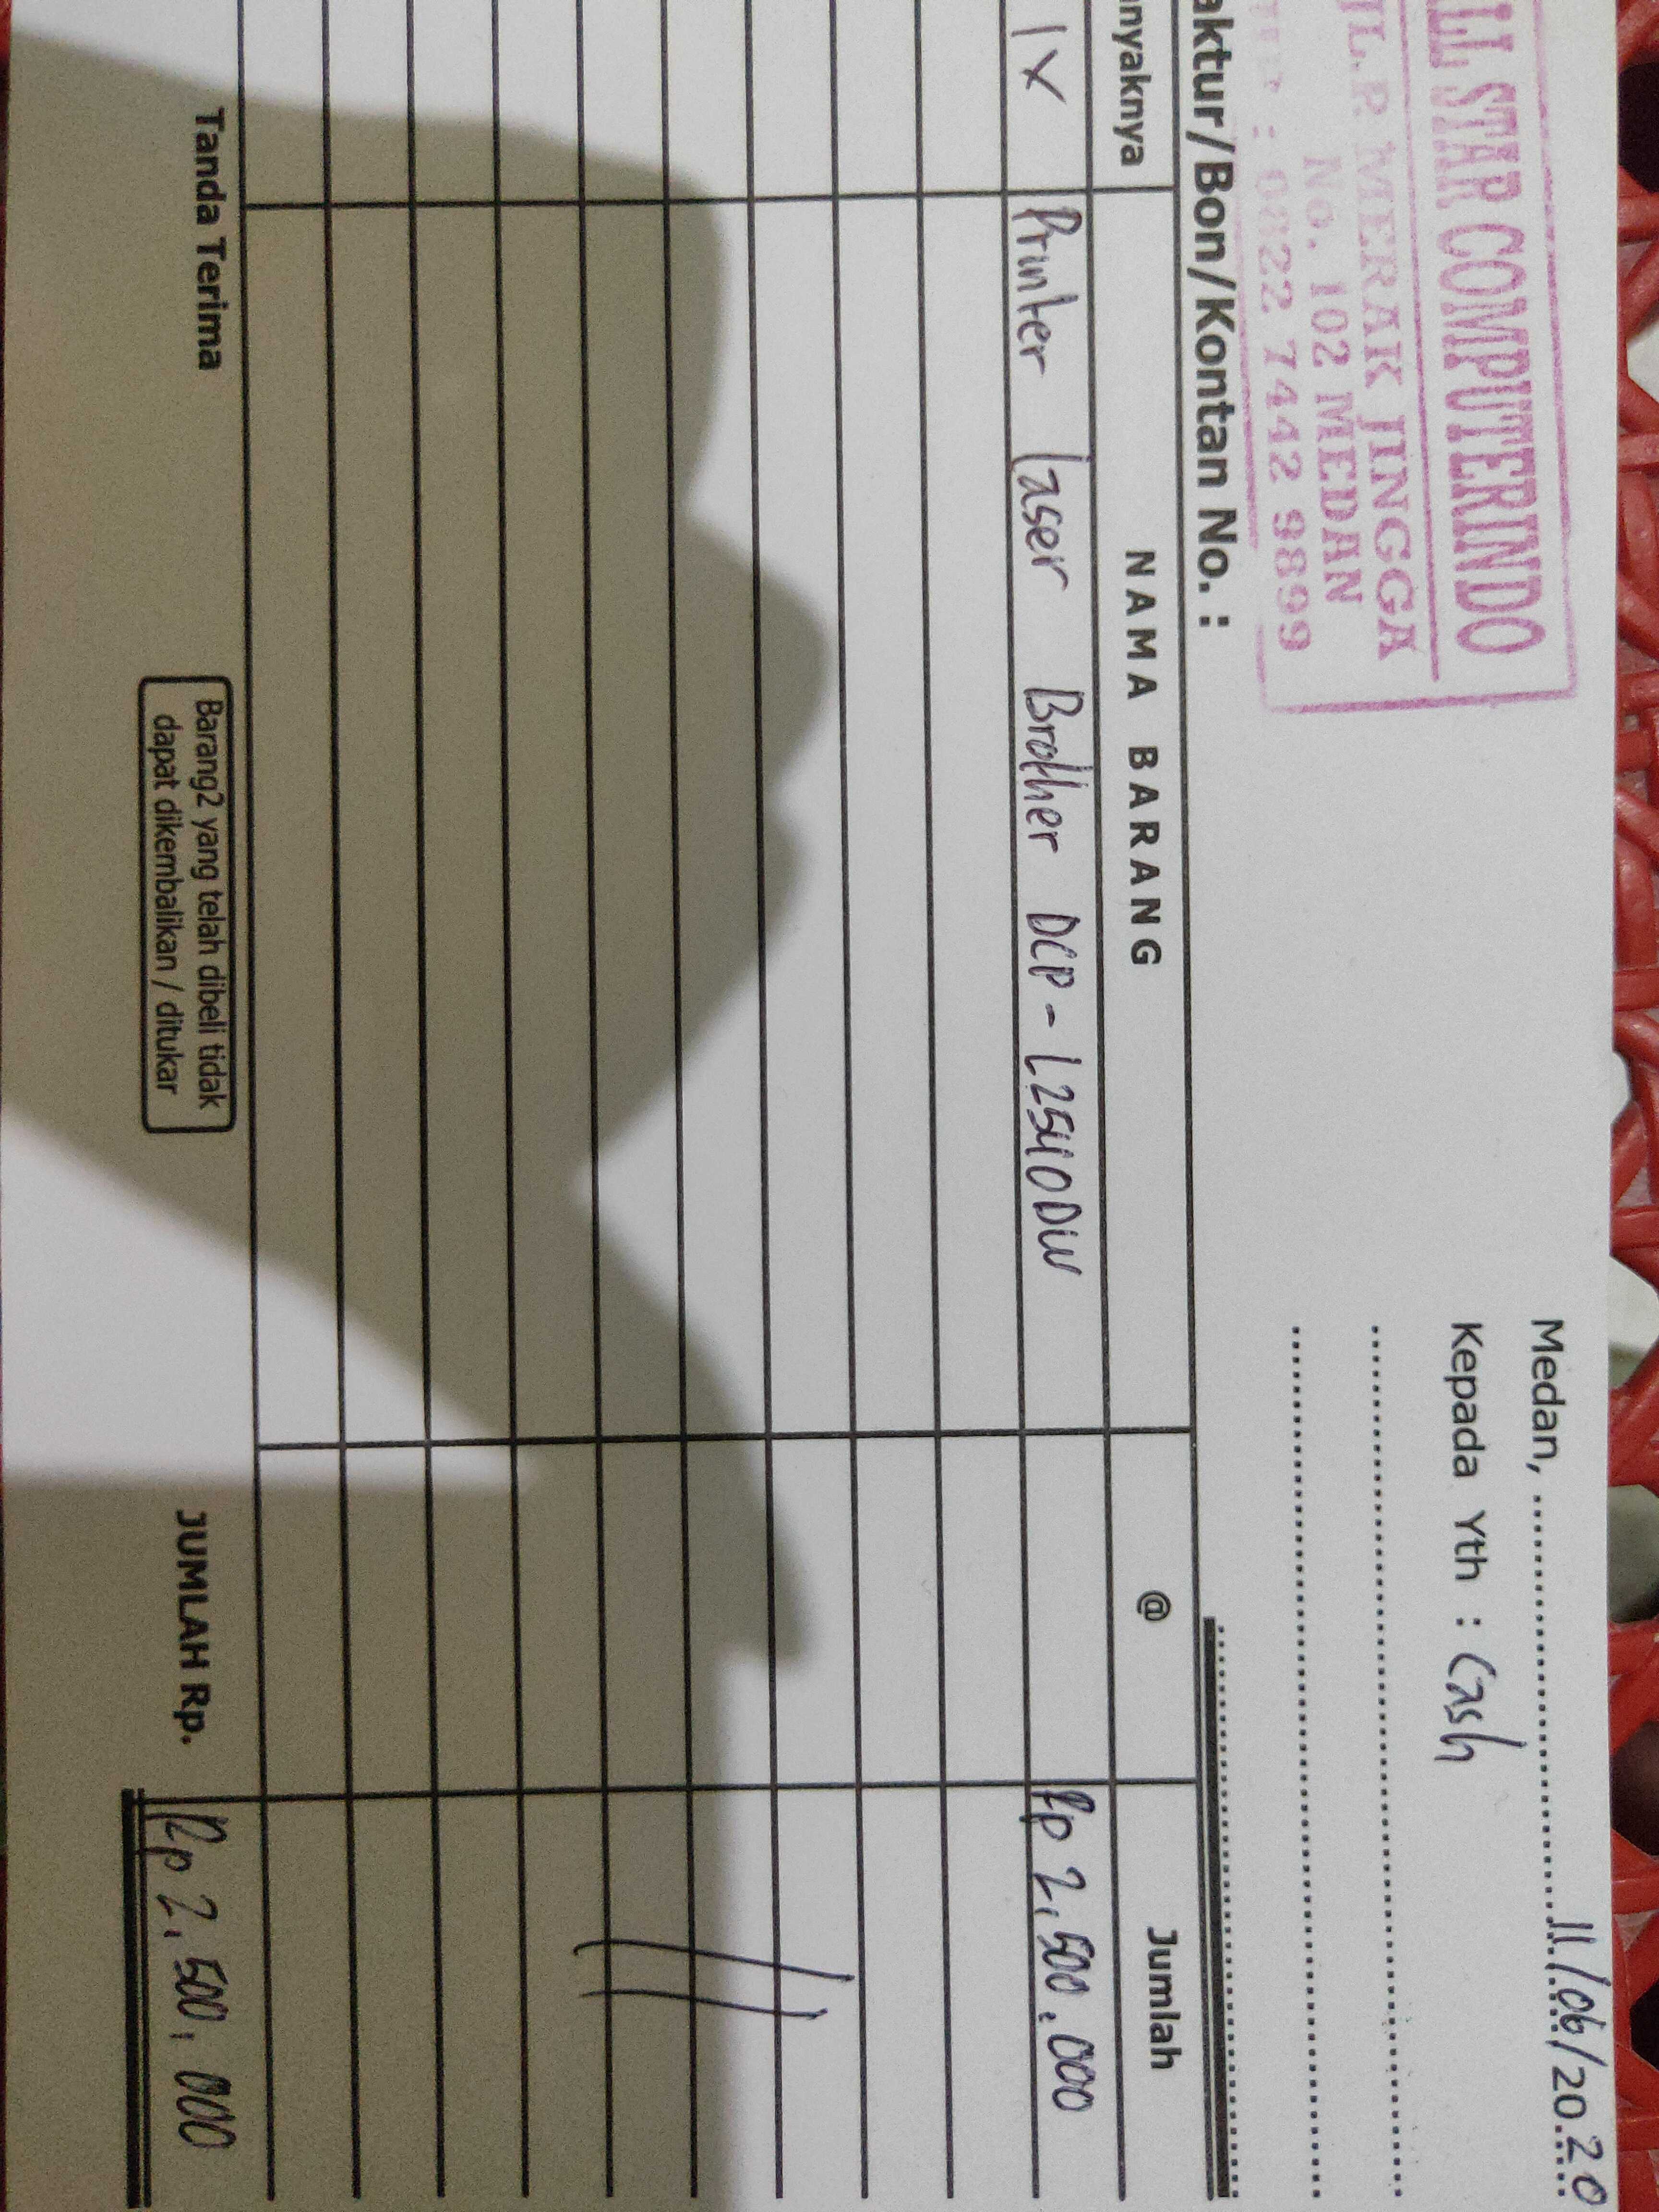 ALL STAR COMPUTERINDO
JL.P. MERAK JINGGA
No. 102 MEDAN
: 0822 7442 9899
Medan, 11/06/2020
Kepada Yth : Cash
aktur/Bon/Kontan No. :
nyaknya NAMA BARANG @ Jumlah
1x Printer laser Brother DCP-L2540DW Rp 2,500.000
Tanda Terima
Barang2 yang telah dibeli tidak
dapat dikembalikan / ditukar
JUMLAH Rp. Rp 2,500,000